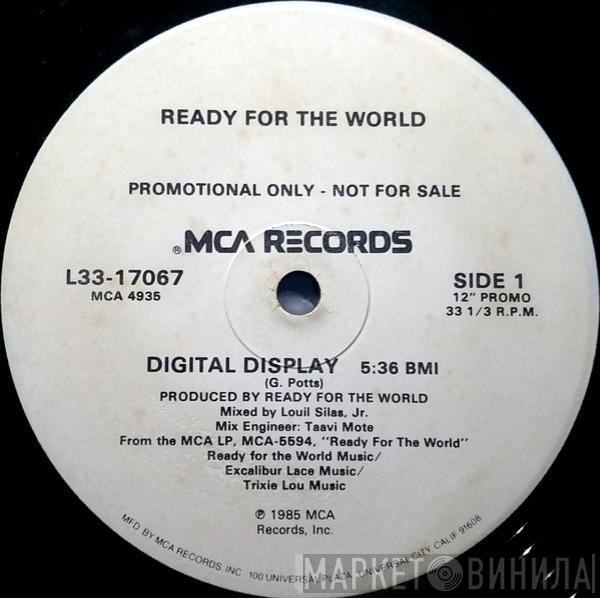 READY FOR THE WORLD
PROMOTIONAL ONLY - NOT FOR SALE
® MCA RECORDS
L33-17067
MCA 4935
SIDE 1
12" PROMO
33 1/3 R.P.M.
DIGITAL DISPLAY 5:36 BMI
(G. Potts)
PRODUCED BY READY FOR THE WORLD
Mixed by Louil Silas, Jr.
Mix Engineer: Taavi Mote
From the MCA LP, MCA-5594, "Ready For The World"
Ready for the World Music/
Excalibur Lace Music/
Trixie Lou Music
℗ 1985 MCA
Records, Inc.
MFD BY MCA RECORDS INC 100 UNIVERSAL PLAZA, UNIVERSAL CITY CALIF 91608
МАРКЕТ ВИНИЛА